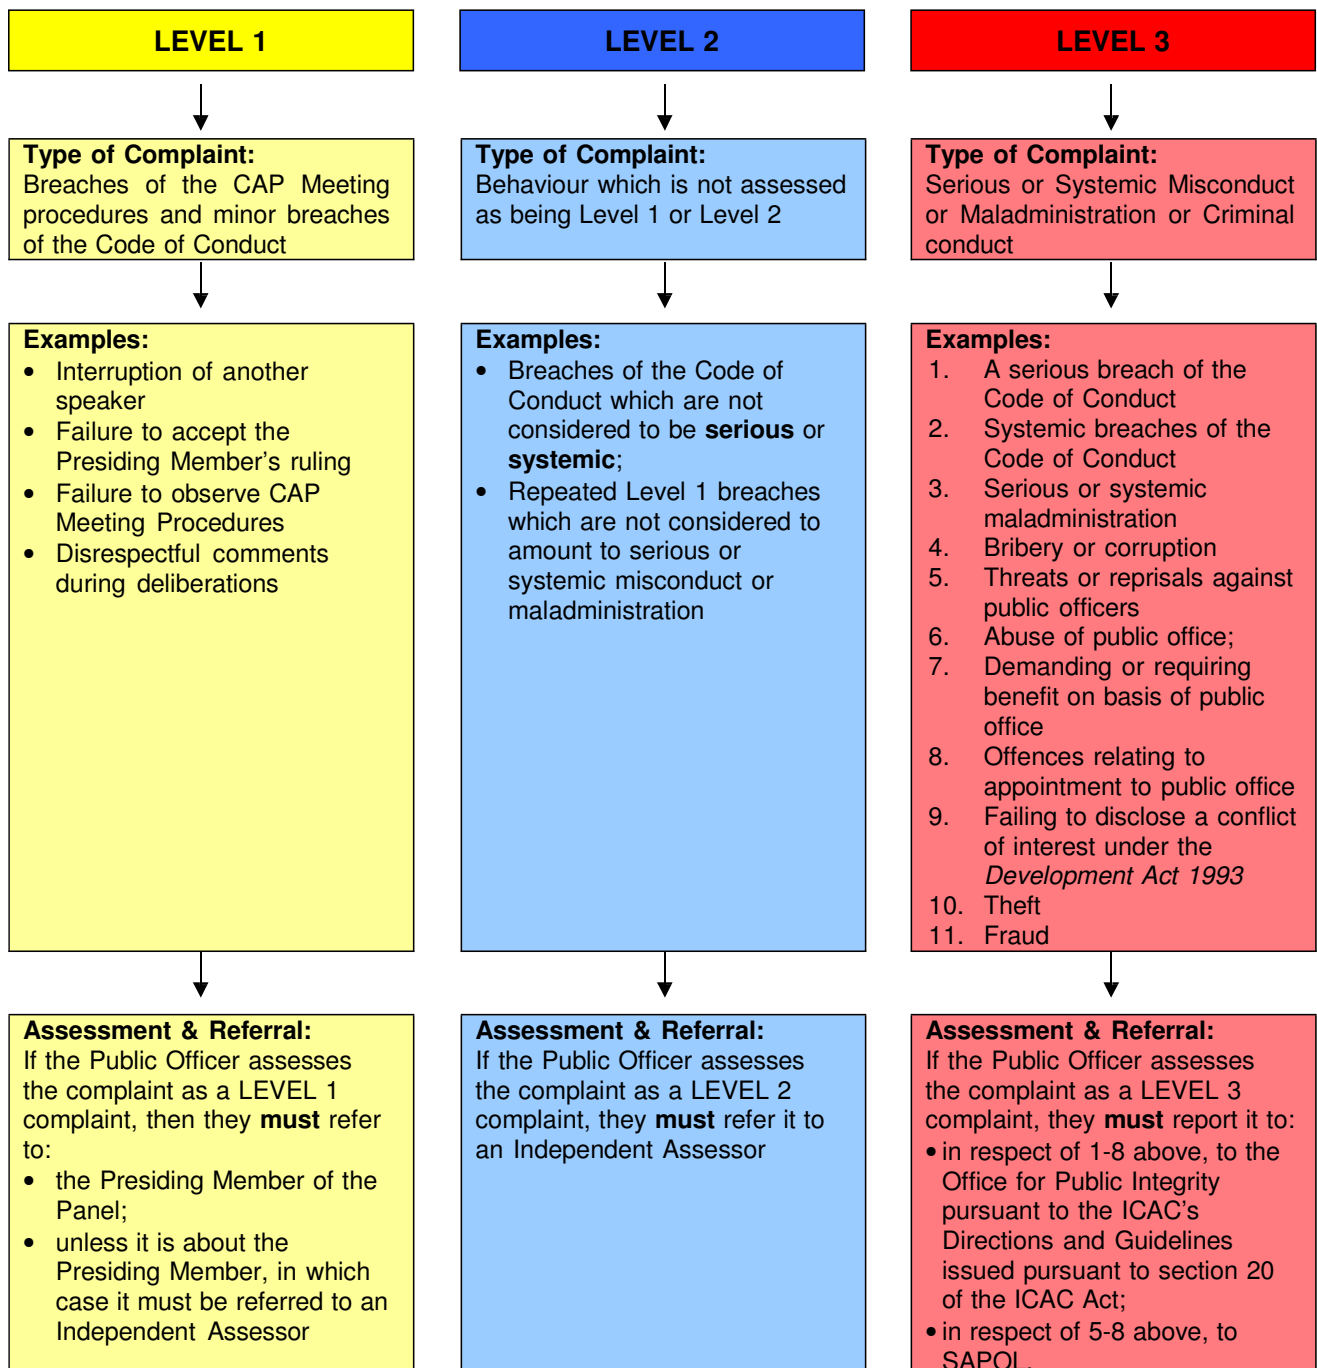 LEVEL 1
LEVEL 2
LEVEL 3
Type of Complaint:
Breaches of the CAP Meeting
procedures and minor breaches
of the Code of Conduct
Type of Complaint:
Behaviour which is not assessed
as being Level 1 or Level 2
Type of Complaint:
Serious or Systemic Misconduct
or Maladministration or Criminal
conduct
Examples:
• Interruption of another
speaker
• Failure to accept the
Presiding Member's ruling
• Failure to observe CAP
Meeting Procedures
• Disrespectful comments
during deliberations
Examples:
• Breaches of the Code of
Conduct which are not
considered to be serious or
systemic;
• Repeated Level 1 breaches
which are not considered to
amount to serious or
systemic misconduct or
maladministration
Examples:
1. A serious breach of the
Code of Conduct
2. Systemic breaches of the
Code of Conduct
3. Serious or systemic
maladministration
4. Bribery or corruption
5. Threats or reprisals against
public officers
6. Abuse of public office;
7. Demanding or requiring
benefit on basis of public
office
8. Offences relating to
appointment to public office
9. Failing to disclose a conflict
of interest under the
Development Act 1993
10. Theft
11. Fraud
Assessment & Referral:
If the Public Officer assesses
the complaint as a LEVEL 1
complaint, then they must refer
to:
• the Presiding Member of the
Panel;
• unless it is about the
Presiding Member, in which
case it must be referred to an
Independent Assessor
Assessment & Referral:
If the Public Officer assesses
the complaint as a LEVEL 2
complaint, they must refer it to
an Independent Assessor
Assessment & Referral:
If the Public Officer assesses
the complaint as a LEVEL 3
complaint, they must report it to:
• in respect of 1-8 above, to the
Office for Public Integrity
pursuant to the ICAC's
Directions and Guidelines
issued pursuant to section 20
of the ICAC Act;
• in respect of 5-8 above, to
SAPOL.